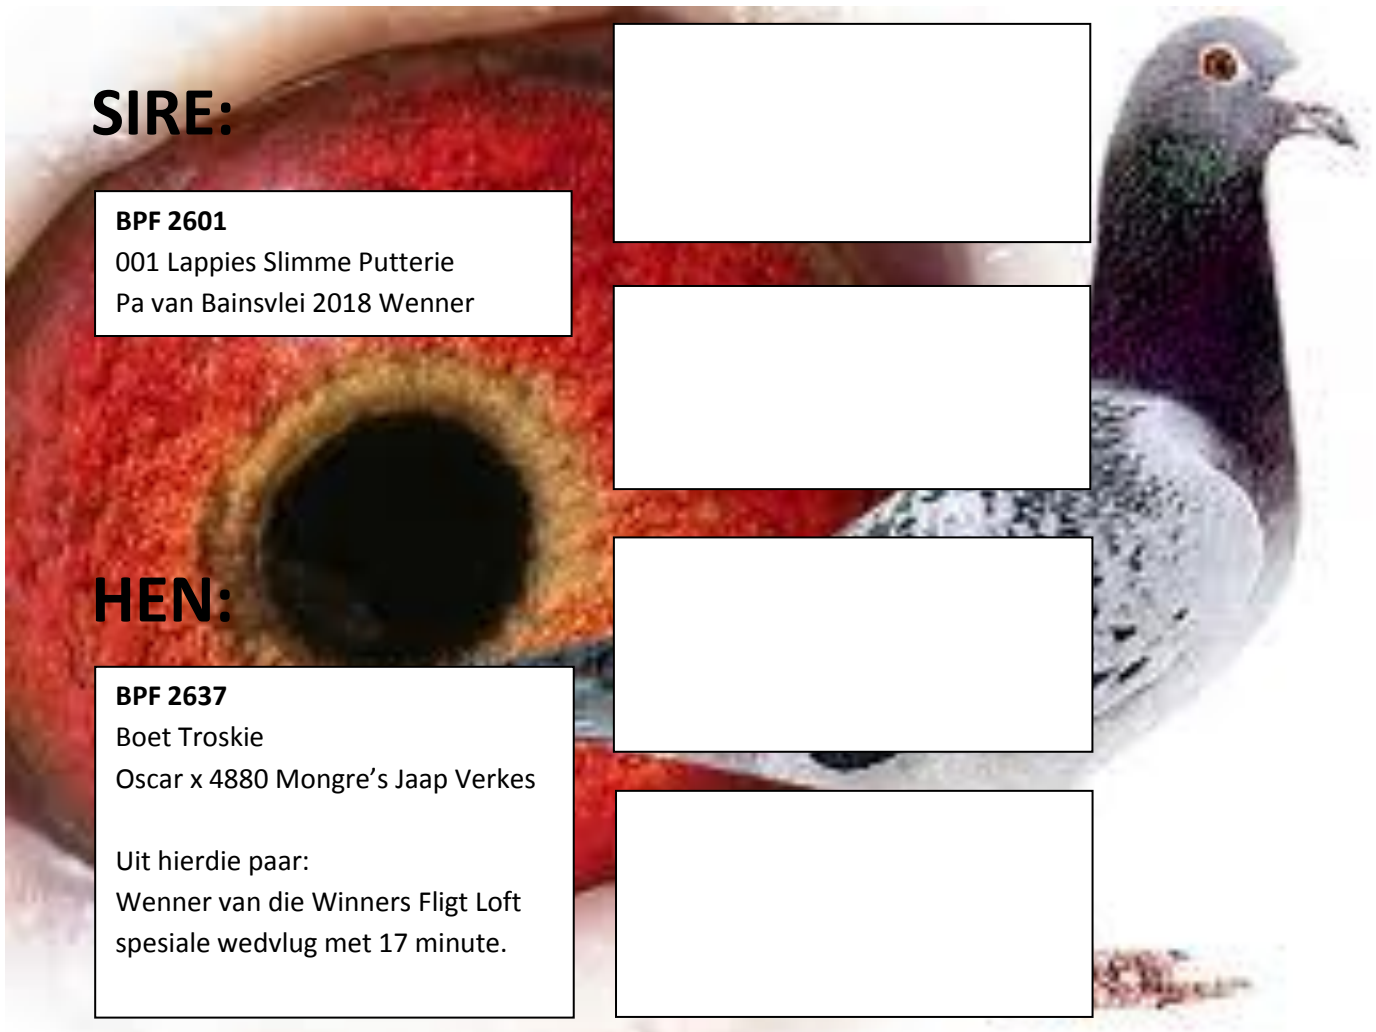 SIRE:
BPF 2601
001 Lappies Slimme Putterie
Pa van Bainsvlei 2018 Wenner
HEN:
BPF 2637
Boet Troskie
Oscar x 4880 Mongre’s Jaap Verkes
Uit hierdie paar:
Wenner van die Winners Fligt Loft
spesiale wedvlug met 17 minute.